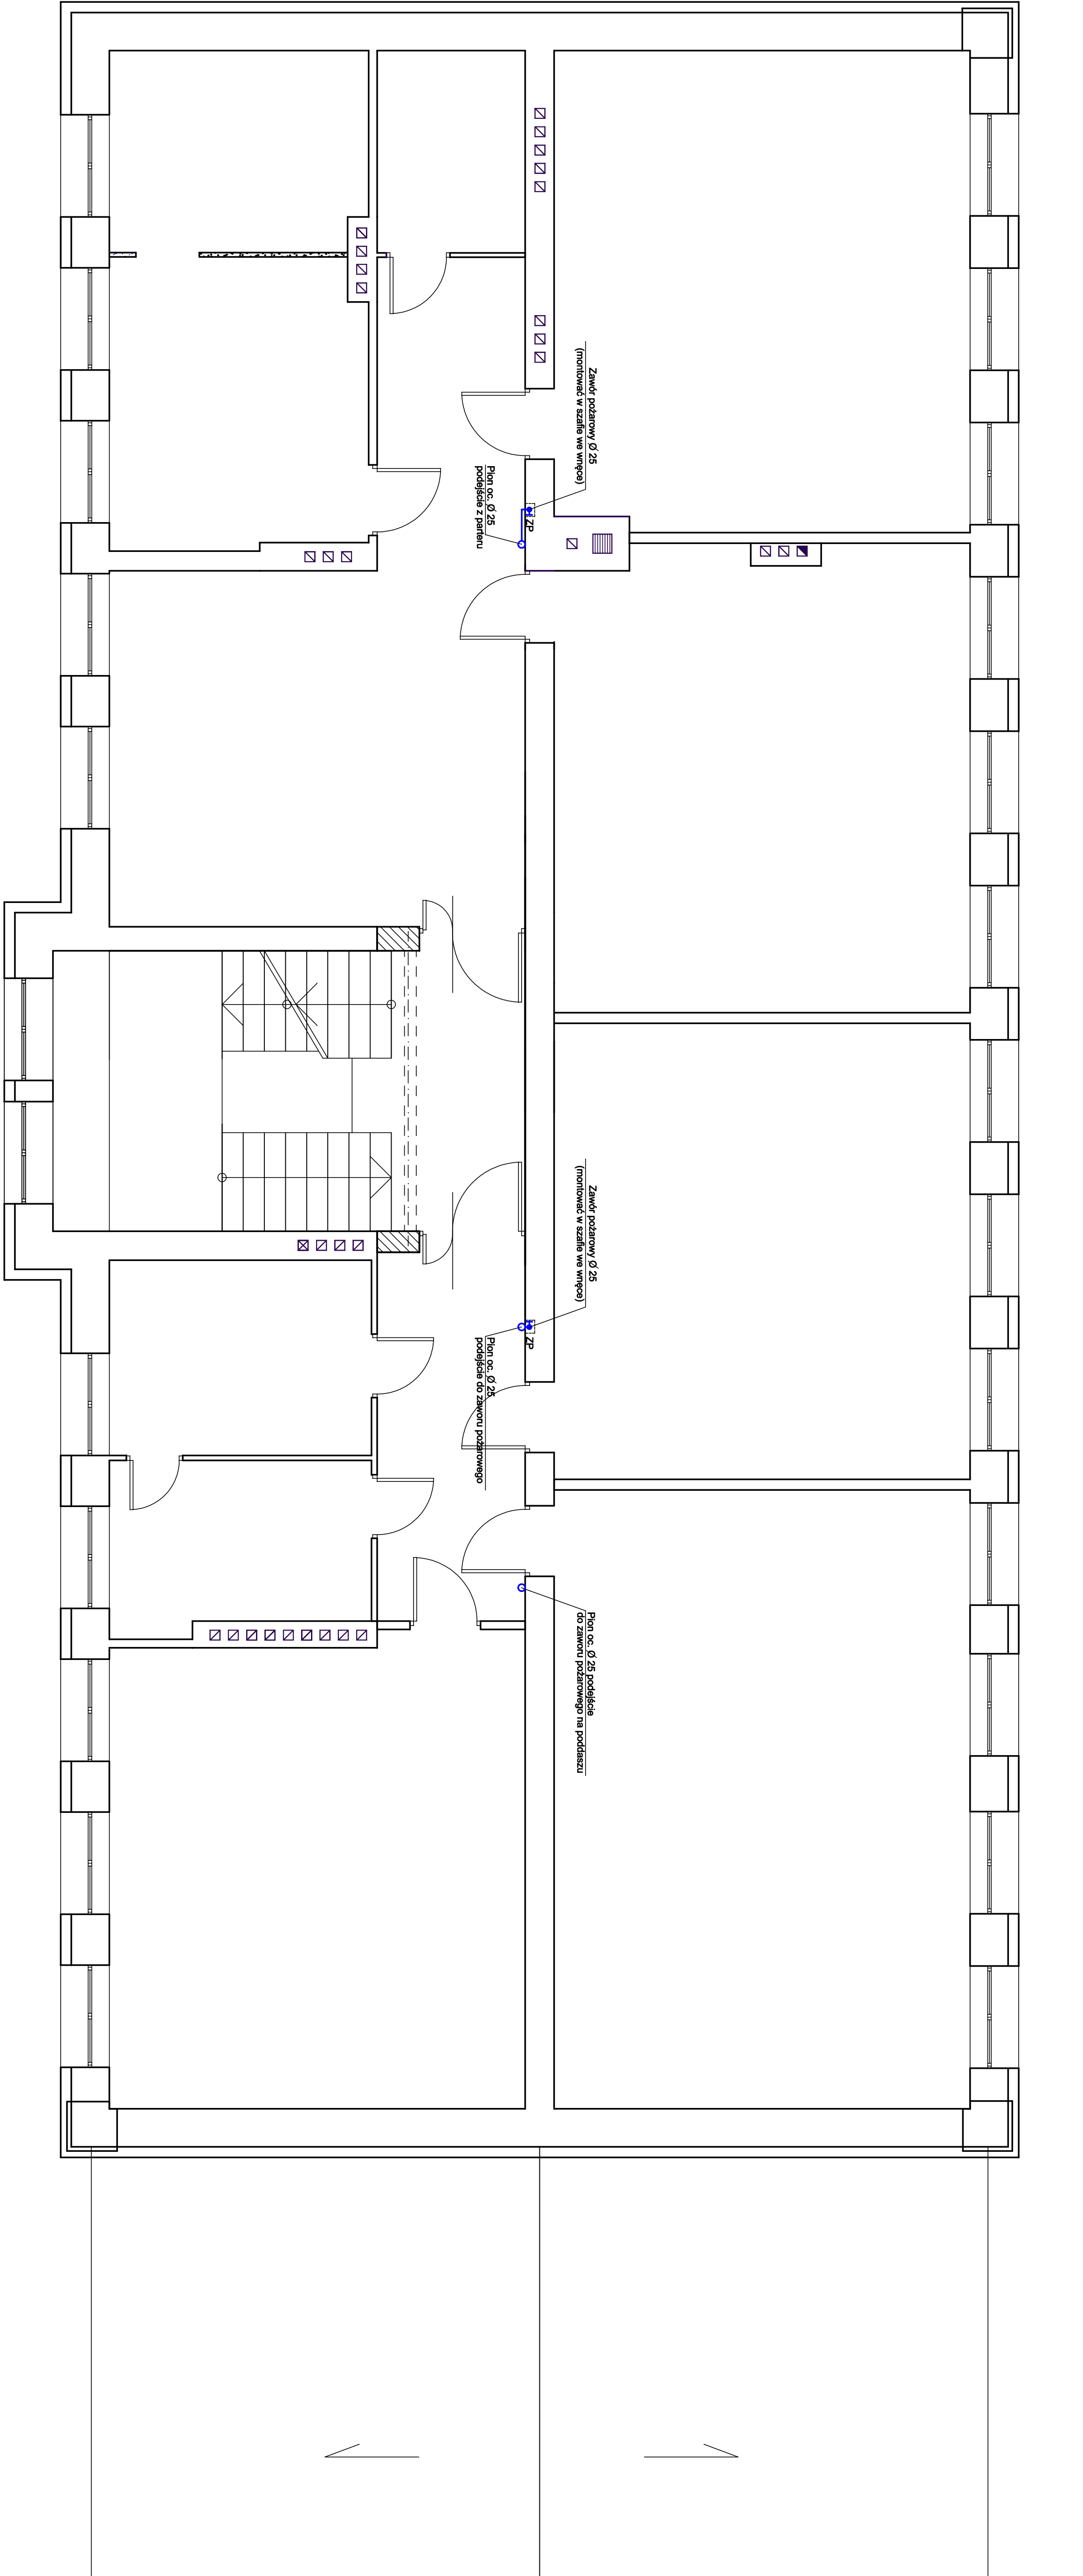 Zawór pożarowy Ø 25
(montować w szafie we wnęce)
ZP
Pion oc. Ø 25
podejście z parteru
Zawór pożarowy Ø 25
(montować w szafie we wnęce)
ZP
Pion oc. Ø 25
podejście do zaworu pożarowego
Pion oc. Ø 25 podejście
do zaworu pożarowego na poddaszu